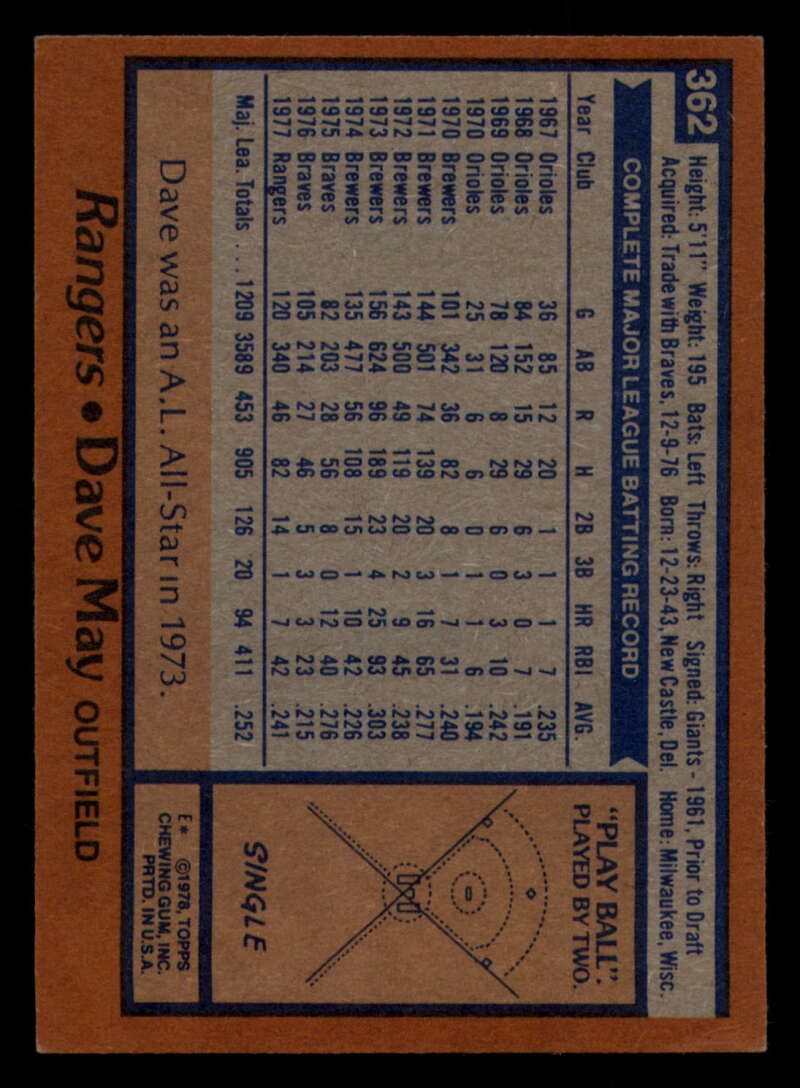 362
Height: 5'11" Weight: 195 Bats: Left Throws: Right Signed: Giants - 1961, Prior to Draft
Acquired: Trade with Braves, 12-9-76 Born: 12-23-43, New Castle, Del. Home: Milwaukee, Wisc.
COMPLETE MAJOR LEAGUE BATTING RECORD
Year Club G AB R H 2B 3B HR RBI AVG.
1967 Orioles 36 85 12 20 1 1 1 7 .235
1968 Orioles 84 152 15 29 6 3 0 7 .191
1969 Orioles 78 120 8 29 6 0 3 10 .242
1970 Orioles 25 31 6 6 0 1 1 6 .194
1970 Brewers 101 342 36 82 8 1 7 31 .240
1971 Brewers 144 501 74 139 20 3 16 65 .277
1972 Brewers 143 500 49 119 20 2 9 45 .238
1973 Brewers 156 624 96 189 23 4 25 93 .303
1974 Brewers 135 477 56 108 15 1 10 42 .226
1975 Braves 82 203 28 56 8 0 12 40 .276
1976 Braves 105 214 27 46 5 3 3 23 .215
1977 Rangers 120 340 46 82 14 1 7 42 .241
Maj. Lea. Totals ... 1209 3589 453 905 126 20 94 411 .252
Dave was an A.L. All-Star in 1973.
"PLAY BALL".
PLAYED BY TWO.
SINGLE
E* ©1978, TOPPS
CHEWING GUM, INC.
PRTD. IN U.S.A.
Rangers • Dave May OUTFIELD